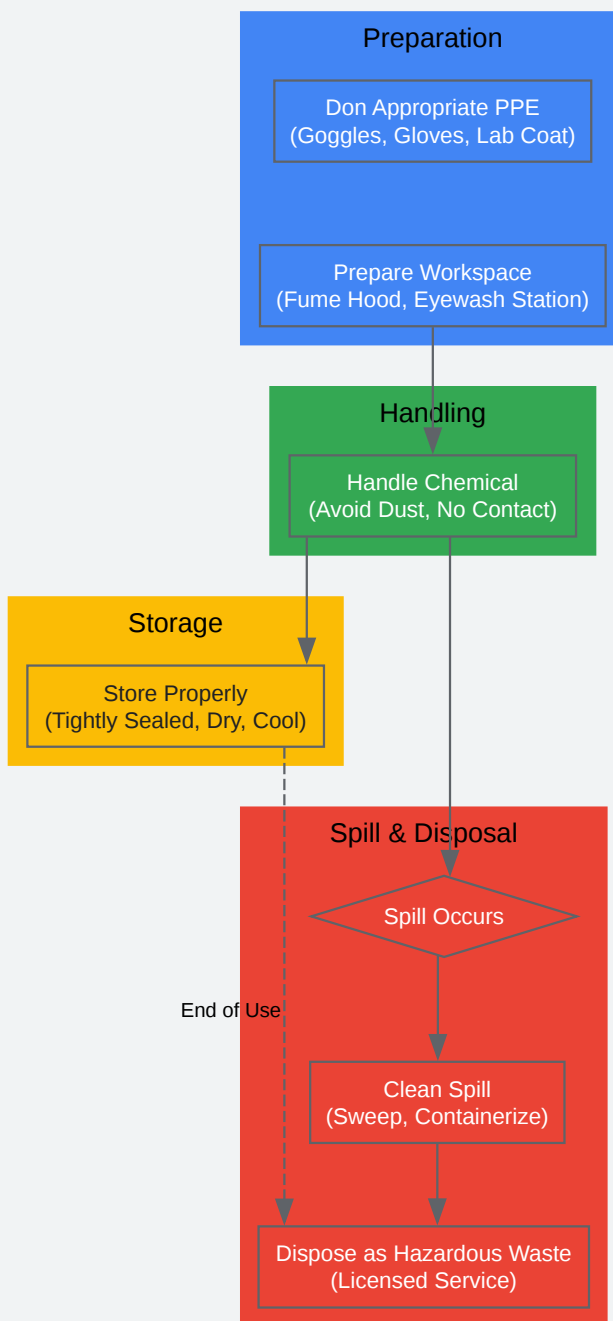 Preparation
Don Appropriate PPE
(Goggles, Gloves, Lab Coat)
Prepare Workspace
(Fume Hood, Eyewash Station)
Handling
Handle Chemical
(Avoid Dust, No Contact)
Storage
Store Properly
(Tightly Sealed, Dry, Cool)
Spill & Disposal
Spill Occurs
End of Use
Clean Spill
(Sweep, Containerize)
Dispose as Hazardous Waste
(Licensed Service)